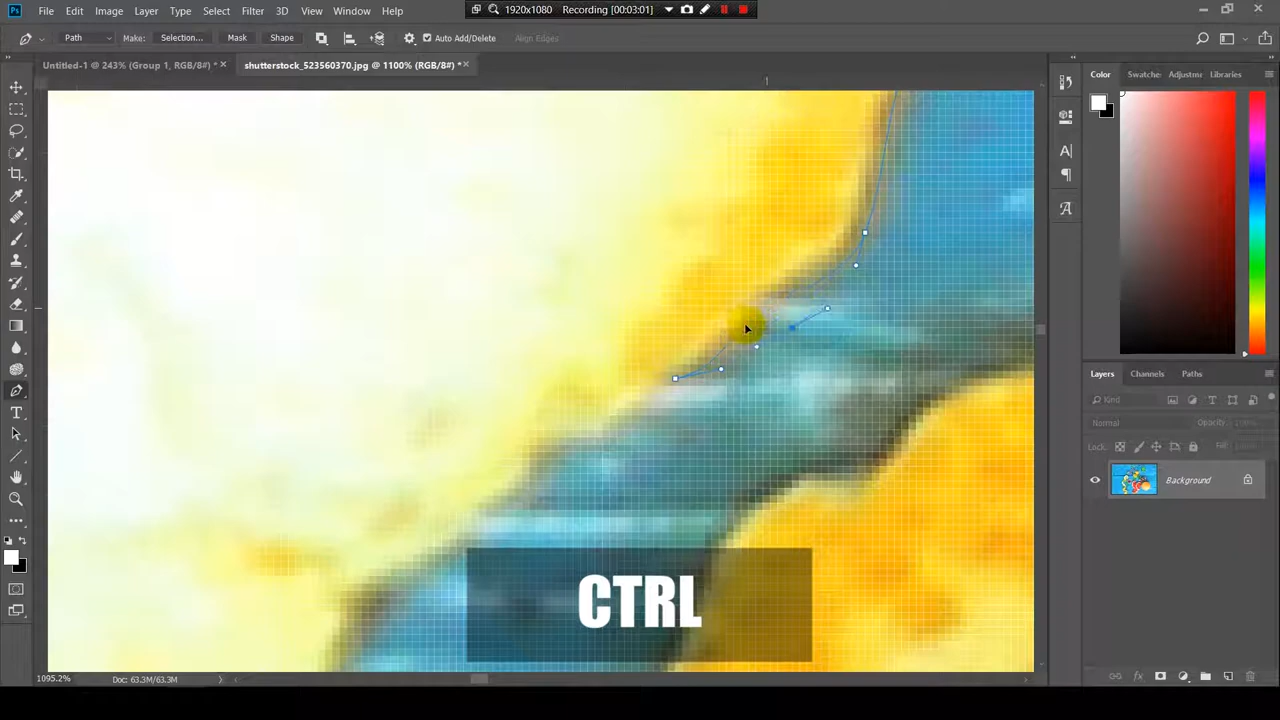 Ps File Edit Image Layer Type Select Filter 3D View Window Help
1920x1080 Recording [00:03:01]
Path Make: Selection... Mask Shape Auto Add/Delete Align Edges
Untitled-1 @ 243% (Group 1, RGB/8#) * × shutterstock_523560370.jpg @ 1100% (RGB/8#) * ×
Color Swatches Adjustme Libraries
Layers Channels Paths
Kind
Normal Opacity: 100%
Lock: Fill:
Background
CTRL
1095.2% Doc: 63.3M/63.3M